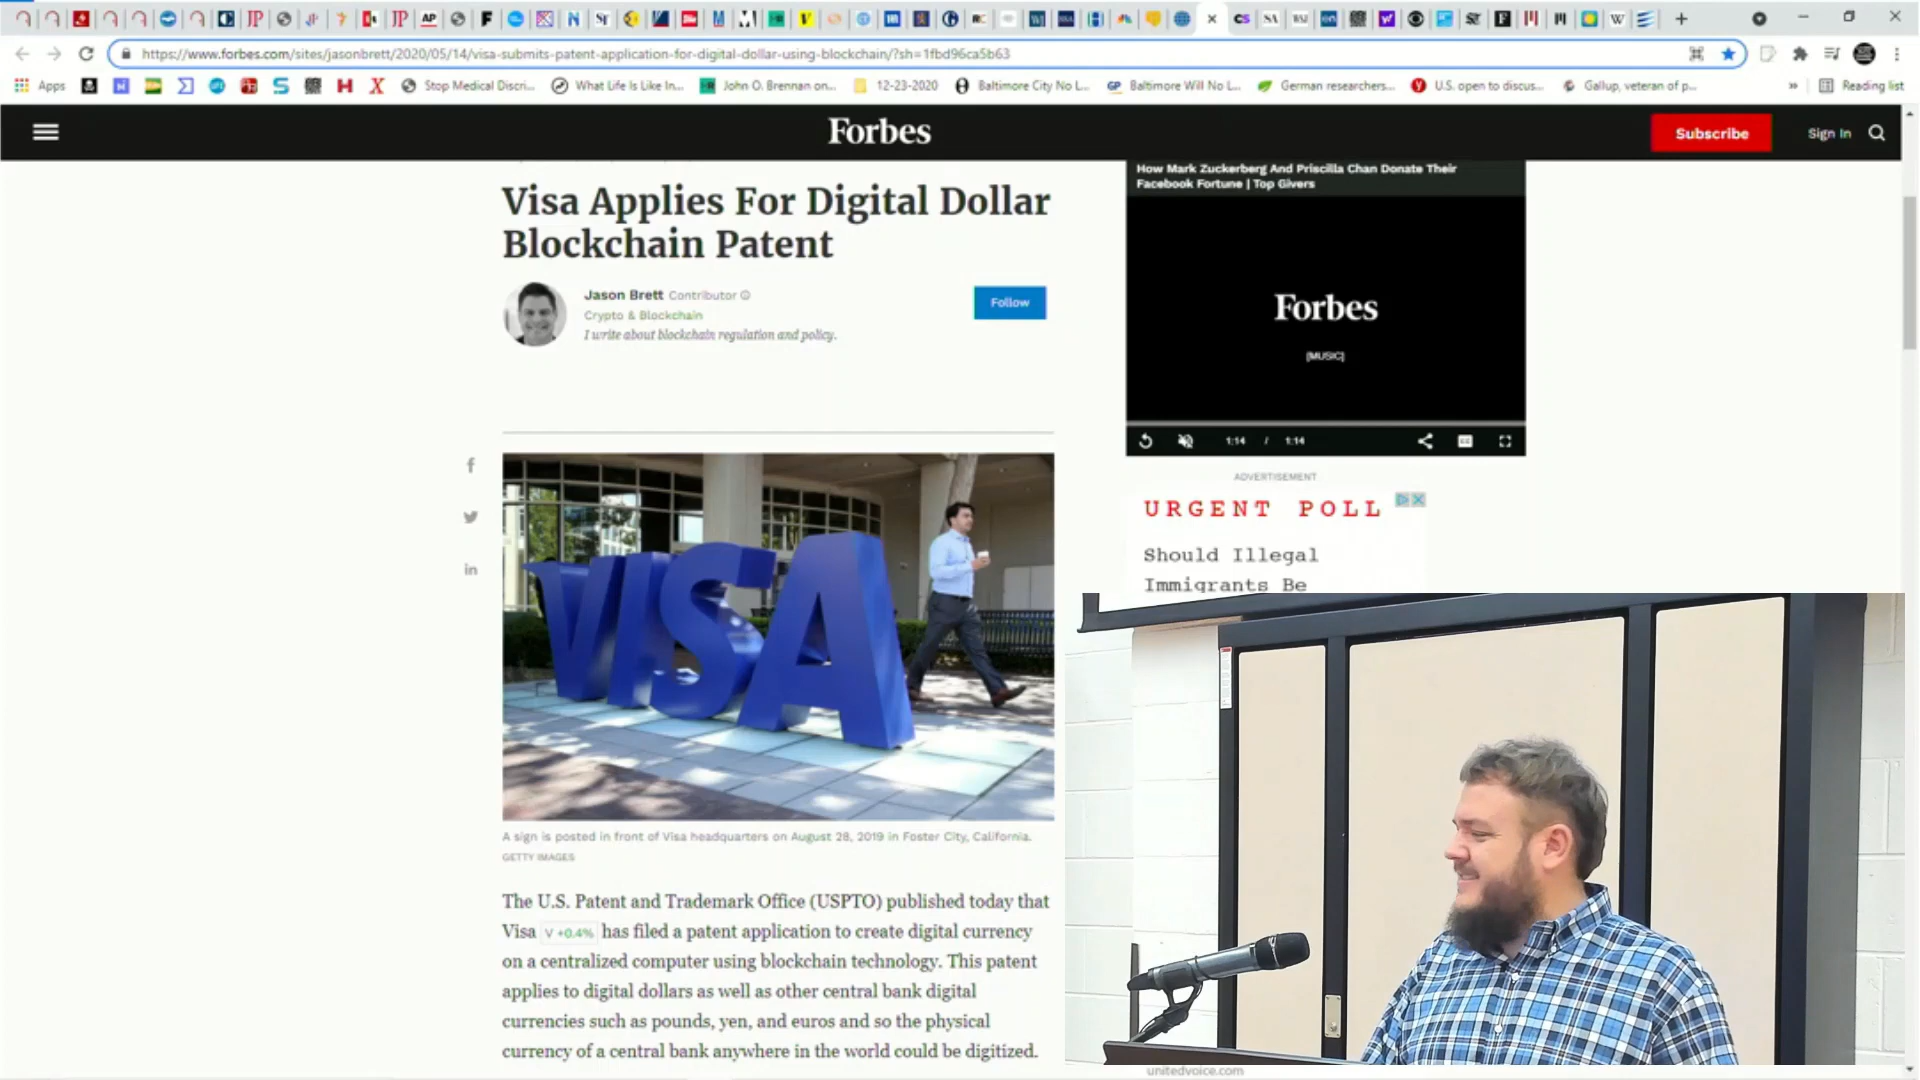 https://www.forbes.com/sites/jasonbrett/2020/05/14/visa-submits-patent-application-for-digital-dollar-using-blockchain/?sh=1fbd96ca5b63
Apps
Stop Medical Discri...
What Life Is Like In...
John O. Brennan on...
12-23-2020
Baltimore City No L...
Baltimore Will No L...
German researchers...
U.S. open to discus...
Gallup, veteran of p...
Reading list
Forbes
Subscribe
Sign In
Visa Applies For Digital Dollar
Blockchain Patent
Jason Brett Contributor
Crypto & Blockchain
I write about blockchain regulation and policy.
Follow
How Mark Zuckerberg And Priscilla Chan Donate Their
Facebook Fortune | Top Givers
Forbes
[MUSIC]
1:14 / 1:14
ADVERTISEMENT
URGENT POLL
Should Illegal
Immigrants Be
VISA
A sign is posted in front of Visa headquarters on August 28, 2019 in Foster City, California.
GETTY IMAGES
The U.S. Patent and Trademark Office (USPTO) published today that
Visa V +0.4% has filed a patent application to create digital currency
on a centralized computer using blockchain technology. This patent
applies to digital dollars as well as other central bank digital
currencies such as pounds, yen, and euros and so the physical
currency of a central bank anywhere in the world could be digitized.
unitedvoice.com